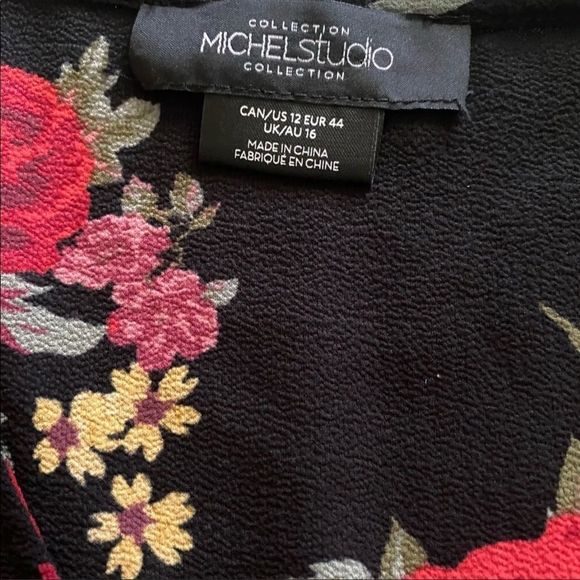 COLLECTION
MICHELstudio
COLLECTION
CAN/US 12 EUR 44
UK/AU 16
MADE IN CHINA
FABRIQUÉ EN CHINE